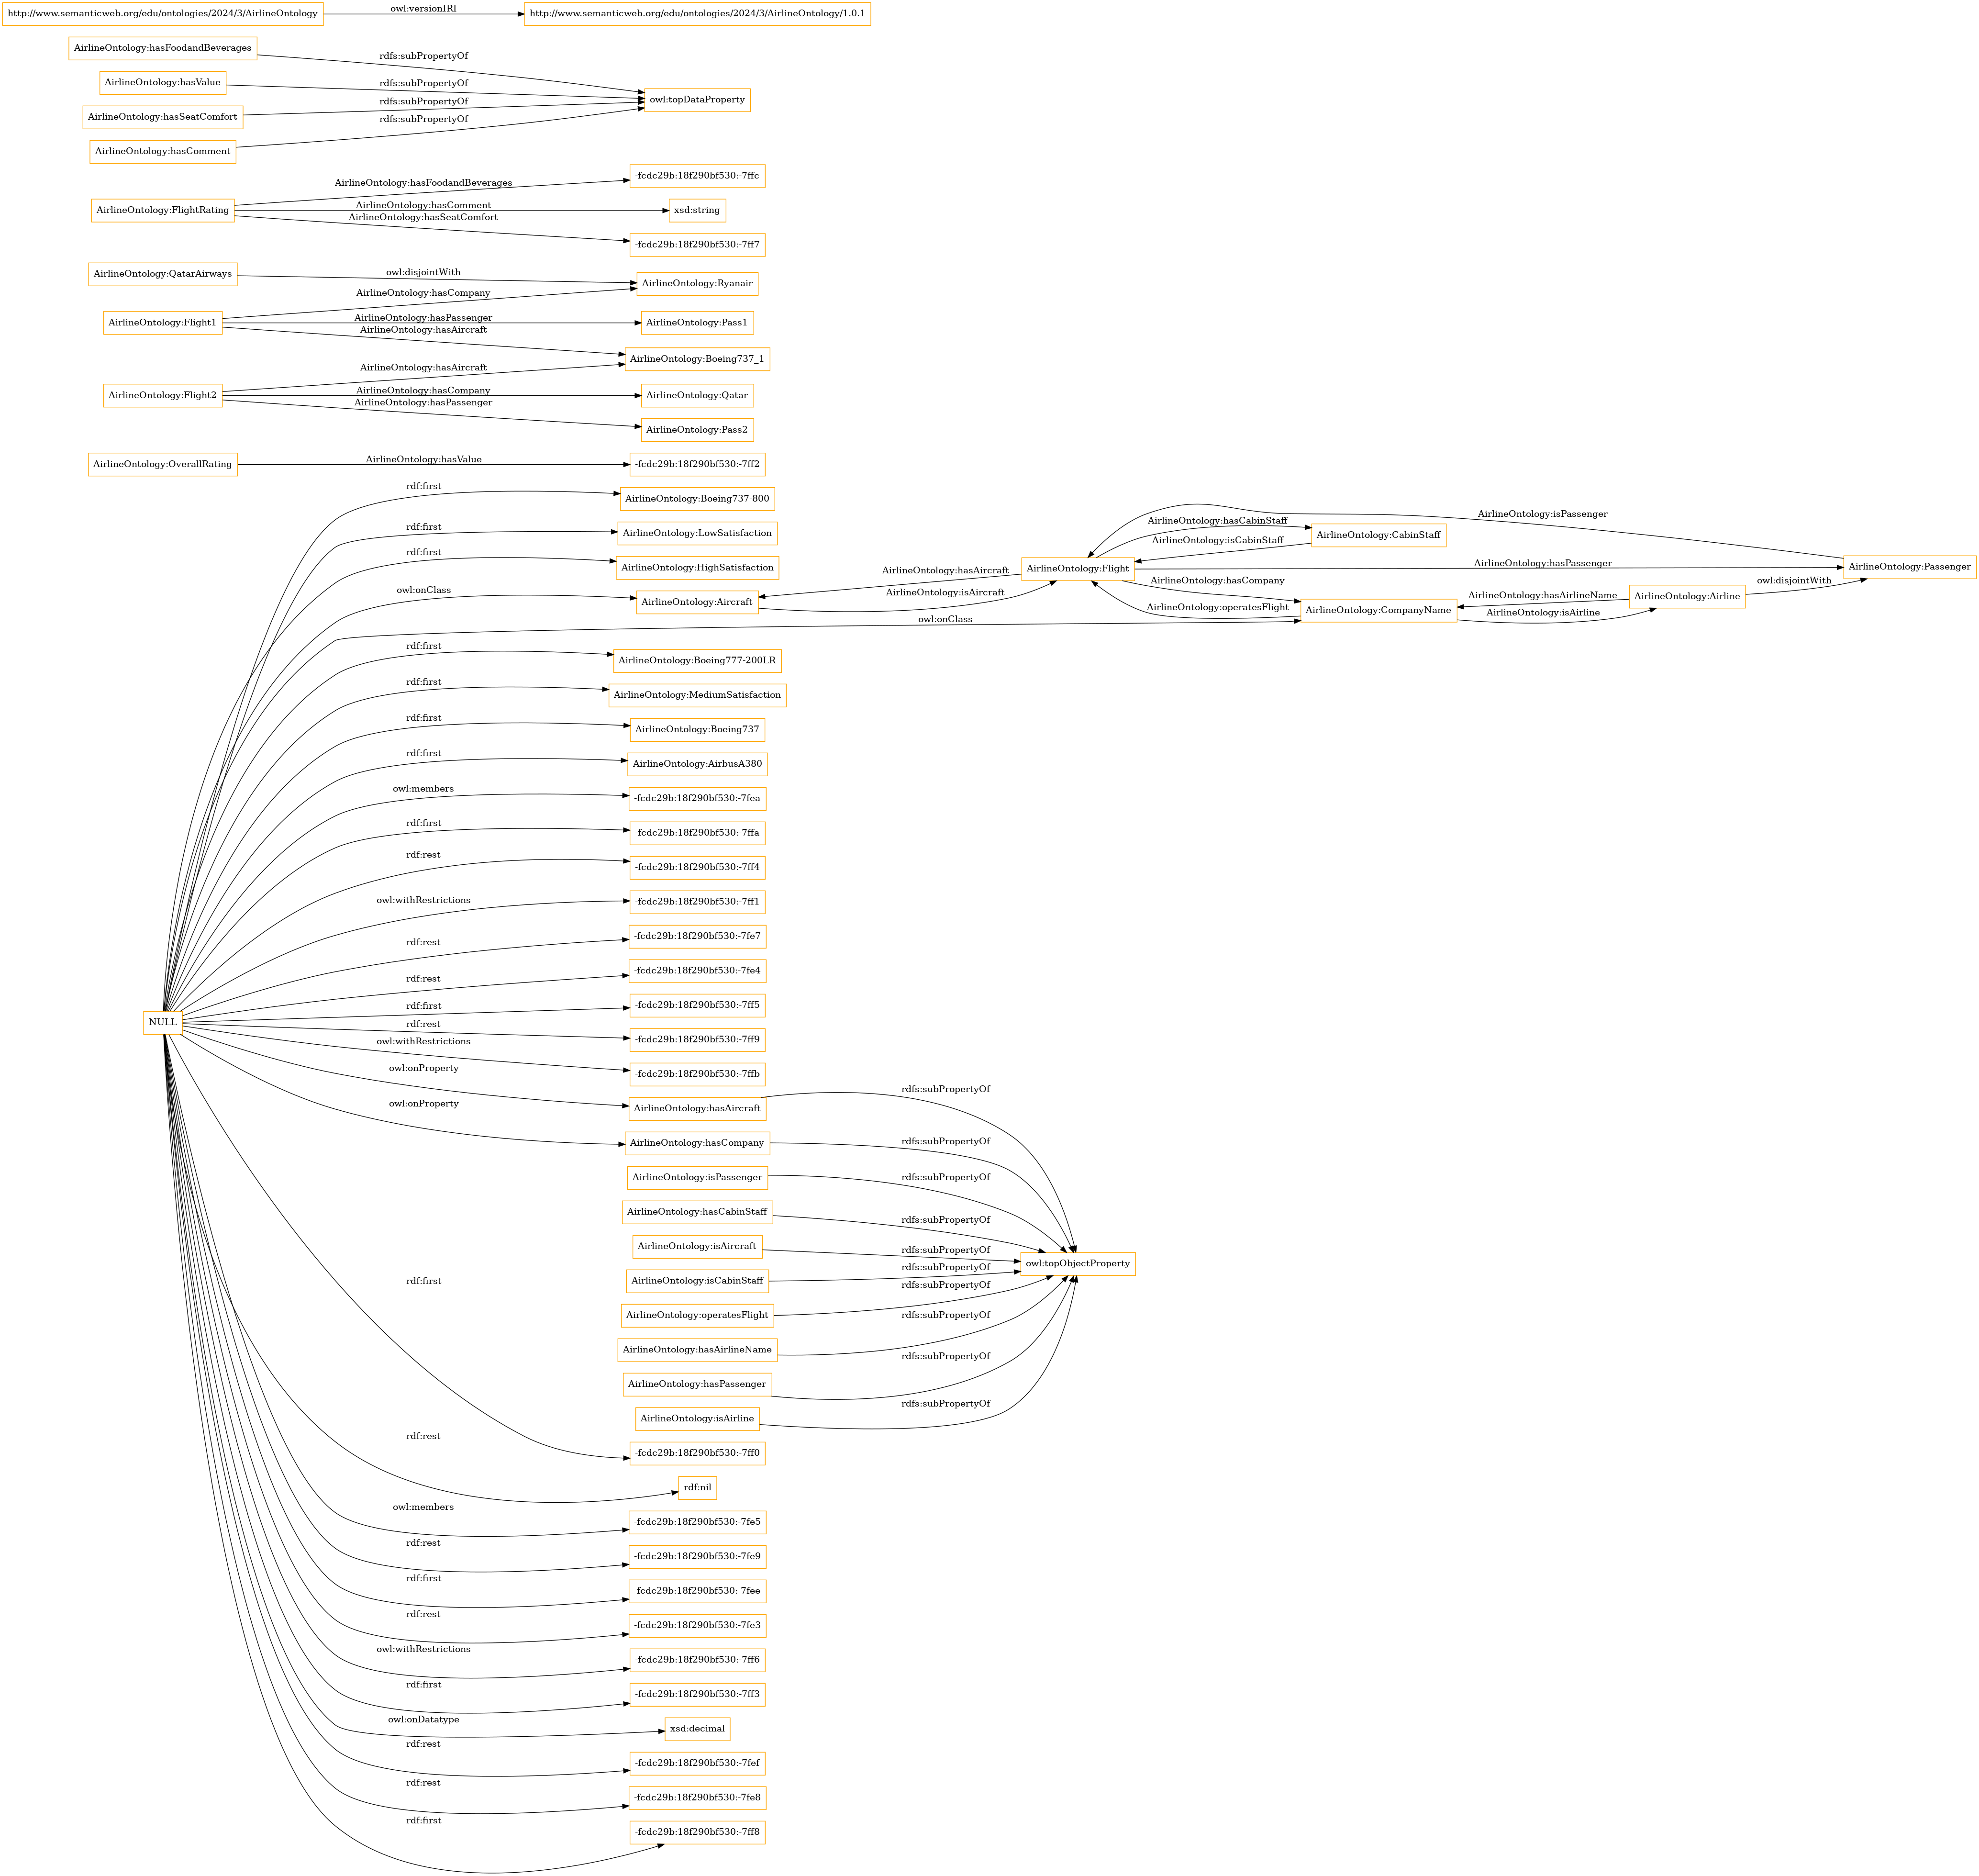 http://www.semanticweb.org/edu/ontologies/2024/3/AirlineOntology
owl:versionIRI
http://www.semanticweb.org/edu/ontologies/2024/3/AirlineOntology/1.0.1
AirlineOntology:hasFoodandBeverages
rdfs:subPropertyOf
AirlineOntology:hasValue
rdfs:subPropertyOf
owl:topDataProperty
AirlineOntology:hasSeatComfort
rdfs:subPropertyOf
AirlineOntology:hasComment
rdfs:subPropertyOf
AirlineOntology:FlightRating
AirlineOntology:hasFoodandBeverages
-fcdc29b:18f290bf530:-7ffc
AirlineOntology:hasComment
xsd:string
AirlineOntology:hasSeatComfort
-fcdc29b:18f290bf530:-7ff7
AirlineOntology:QatarAirways
owl:disjointWith
AirlineOntology:Ryanair
AirlineOntology:Flight1
AirlineOntology:hasCompany
AirlineOntology:hasPassenger
AirlineOntology:Pass1
AirlineOntology:hasAircraft
AirlineOntology:Boeing737_1
AirlineOntology:Flight2
AirlineOntology:hasAircraft
AirlineOntology:hasCompany
AirlineOntology:Qatar
AirlineOntology:hasPassenger
AirlineOntology:Pass2
AirlineOntology:OverallRating
AirlineOntology:hasValue
-fcdc29b:18f290bf530:-7ff2
rdf:first
AirlineOntology:Boeing737-800
rdf:first
AirlineOntology:LowSatisfaction
rdf:first
AirlineOntology:HighSatisfaction
owl:onClass
AirlineOntology:Aircraft
AirlineOntology:hasAircraft
AirlineOntology:isAircraft
AirlineOntology:Flight
AirlineOntology:hasCabinStaff
AirlineOntology:isCabinStaff
AirlineOntology:CabinStaff
AirlineOntology:isPassenger
AirlineOntology:hasPassenger
AirlineOntology:Passenger
AirlineOntology:hasCompany
AirlineOntology:operatesFlight
AirlineOntology:CompanyName
AirlineOntology:hasAirlineName
AirlineOntology:isAirline
AirlineOntology:Airline
owl:disjointWith
owl:onClass
rdf:first
AirlineOntology:Boeing777-200LR
rdf:first
AirlineOntology:MediumSatisfaction
rdf:first
AirlineOntology:Boeing737
rdf:first
AirlineOntology:AirbusA380
owl:members
-fcdc29b:18f290bf530:-7fea
rdf:first
-fcdc29b:18f290bf530:-7ffa
rdf:rest
-fcdc29b:18f290bf530:-7ff4
owl:withRestrictions
-fcdc29b:18f290bf530:-7ff1
rdf:rest
-fcdc29b:18f290bf530:-7fe7
rdf:rest
-fcdc29b:18f290bf530:-7fe4
NULL
rdf:first
-fcdc29b:18f290bf530:-7ff5
rdf:rest
-fcdc29b:18f290bf530:-7ff9
owl:withRestrictions
-fcdc29b:18f290bf530:-7ffb
owl:onProperty
AirlineOntology:hasAircraft
rdfs:subPropertyOf
owl:onProperty
AirlineOntology:hasCompany
rdfs:subPropertyOf
AirlineOntology:isPassenger
rdfs:subPropertyOf
AirlineOntology:hasCabinStaff
rdfs:subPropertyOf
AirlineOntology:isAircraft
rdfs:subPropertyOf
owl:topObjectProperty
AirlineOntology:isCabinStaff
rdfs:subPropertyOf
AirlineOntology:operatesFlight
rdfs:subPropertyOf
AirlineOntology:hasAirlineName
rdfs:subPropertyOf
AirlineOntology:hasPassenger
rdfs:subPropertyOf
AirlineOntology:isAirline
rdfs:subPropertyOf
rdf:first
-fcdc29b:18f290bf530:-7ff0
rdf:rest
rdf:nil
owl:members
-fcdc29b:18f290bf530:-7fe5
rdf:rest
-fcdc29b:18f290bf530:-7fe9
rdf:first
-fcdc29b:18f290bf530:-7fee
rdf:rest
-fcdc29b:18f290bf530:-7fe3
owl:withRestrictions
-fcdc29b:18f290bf530:-7ff6
rdf:first
-fcdc29b:18f290bf530:-7ff3
owl:onDatatype
xsd:decimal
rdf:rest
-fcdc29b:18f290bf530:-7fef
rdf:rest
-fcdc29b:18f290bf530:-7fe8
rdf:first
-fcdc29b:18f290bf530:-7ff8